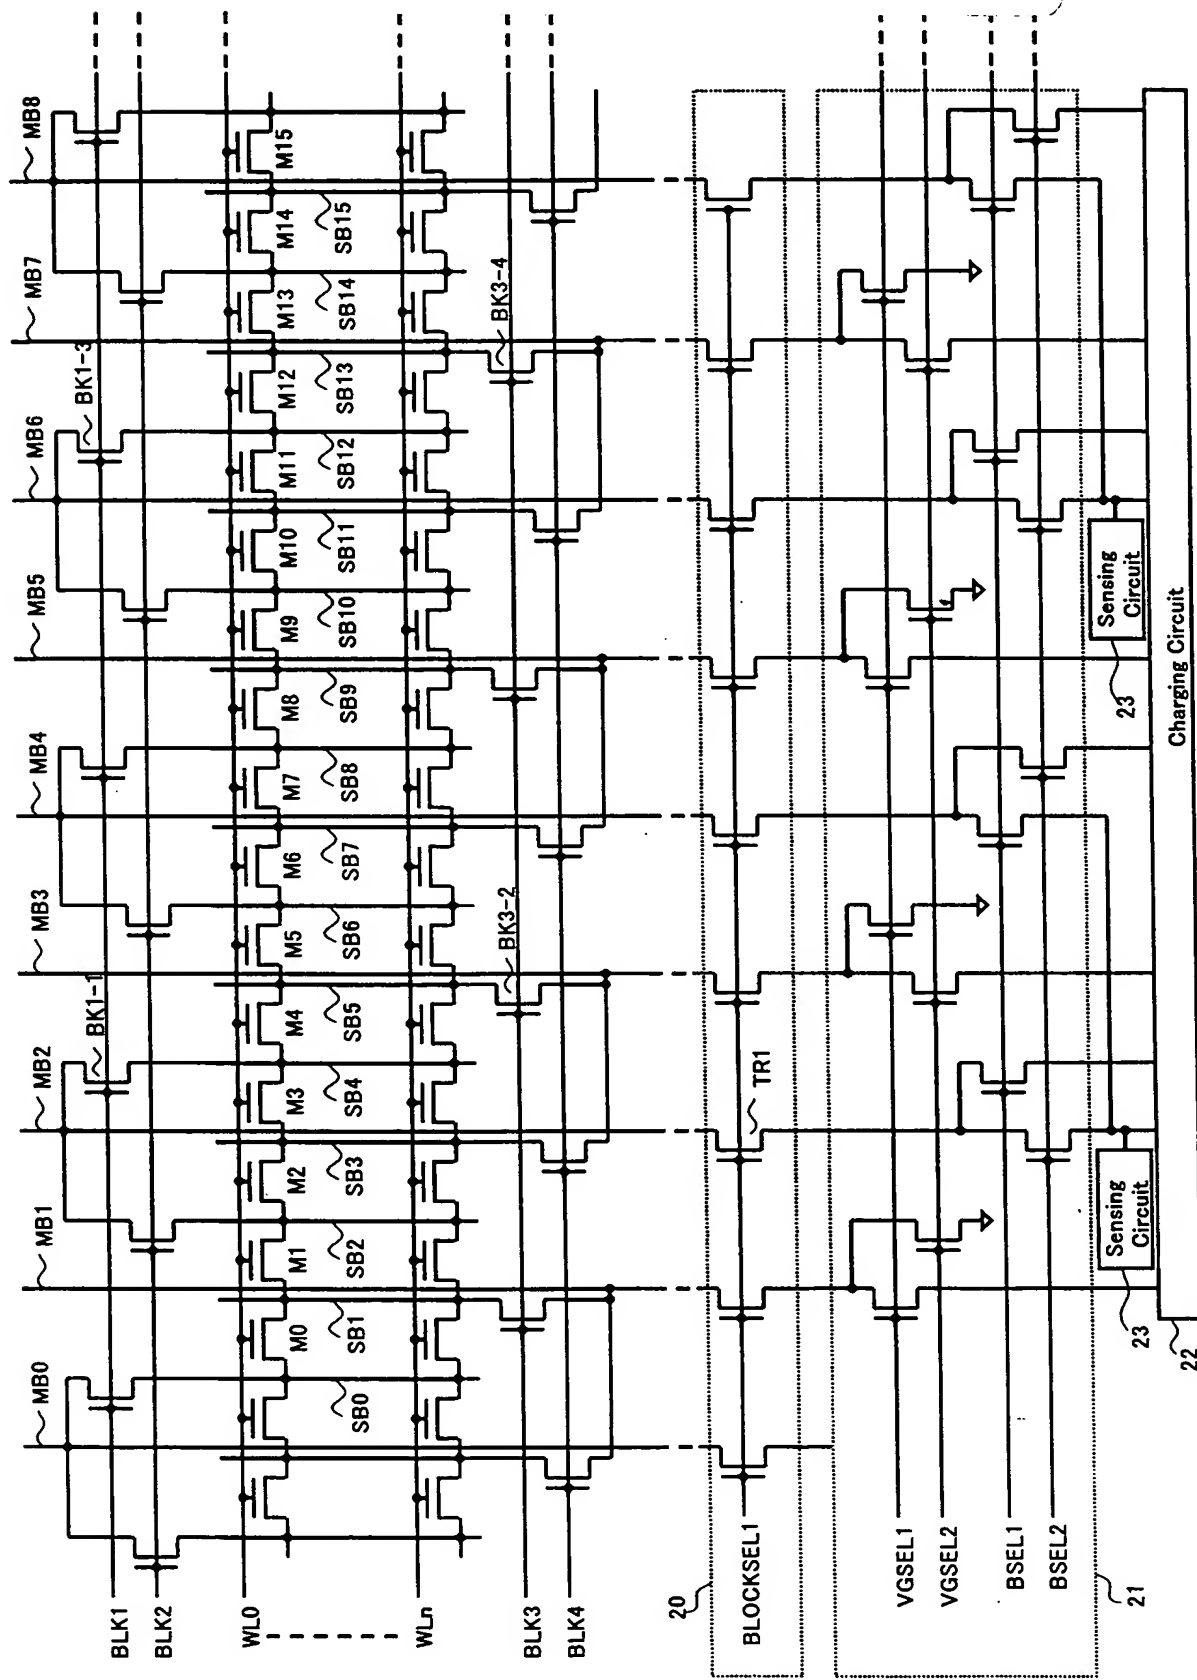 MB0
MB1
MB2
MB3
MB4
MB5
MB6
MB7
MB8
BK1-1
BK1-3
BLK1
BLK2
WL0
M0
M1
M2
M3
M4
M5
M6
M7
M8
M9
M10
M11
M12
M13
M14
M15
SB0
SB1
SB2
SB3
SB4
SB5
SB6
SB7
SB8
SB9
SB10
SB11
SB12
SB13
SB14
SB15
WLn
BK3-2
BK3-4
BLK3
BLK4
20
TR1
BLOCKSEL1
VGSEL1
VGSEL2
BSEL1
BSEL2
21
Sensing
Circuit
23
Sensing
Circuit
23
Charging Circuit
22